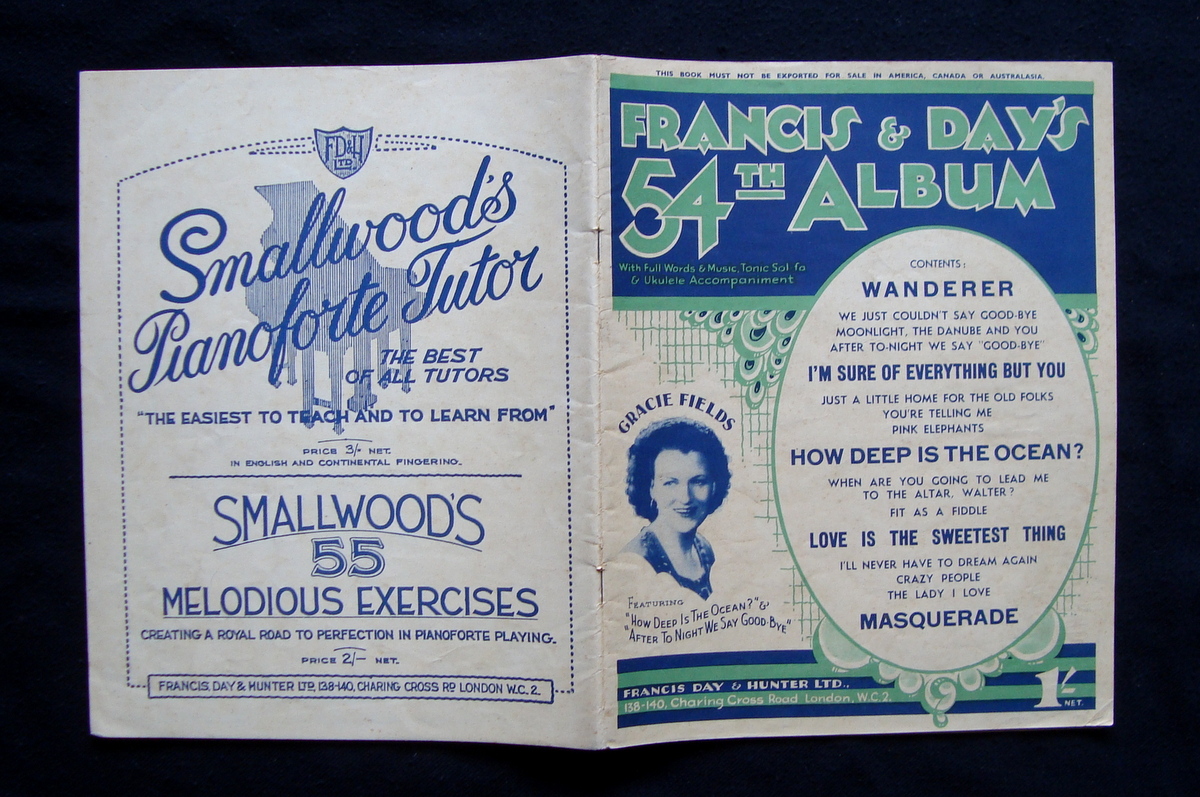 FD&H
LTD.
Smallwood's
Pianoforte Tutor
THE BEST
OF ALL TUTORS
"THE EASIEST TO TEACH AND TO LEARN FROM"
PRICE 3/- NET.
IN ENGLISH AND CONTINENTAL FINGERING.
SMALLWOOD'S
55
MELODIOUS EXERCISES
CREATING A ROYAL ROAD TO PERFECTION IN PIANOFORTE PLAYING.
PRICE 2/- NET.
FRANCIS, DAY & HUNTER LTD, 138-140, CHARING CROSS RD LONDON W.C.2.
THIS BOOK MUST NOT BE EXPORTED FOR SALE IN AMERICA, CANADA OR AUSTRALASIA.
FRANCIS & DAY'S
54TH ALBUM
With Full Words & Music, Tonic Sol fa
& Ukulele Accompaniment
CONTENTS:
WANDERER
WE JUST COULDN'T SAY GOOD-BYE
MOONLIGHT, THE DANUBE AND YOU
AFTER TO-NIGHT WE SAY "GOOD-BYE"
I'M SURE OF EVERYTHING BUT YOU
JUST A LITTLE HOME FOR THE OLD FOLKS
YOU'RE TELLING ME
PINK ELEPHANTS
HOW DEEP IS THE OCEAN?
WHEN ARE YOU GOING TO LEAD ME
TO THE ALTAR, WALTER?
FIT AS A FIDDLE
LOVE IS THE SWEETEST THING
I'LL NEVER HAVE TO DREAM AGAIN
CRAZY PEOPLE
THE LADY I LOVE
MASQUERADE
GRACIE FIELDS
FEATURING
"HOW DEEP IS THE OCEAN?" &
"AFTER TO NIGHT WE SAY GOOD-BYE"
FRANCIS DAY & HUNTER LTD.,
138-140, Charing Cross Road London, W.C.2.
1/-
NET.